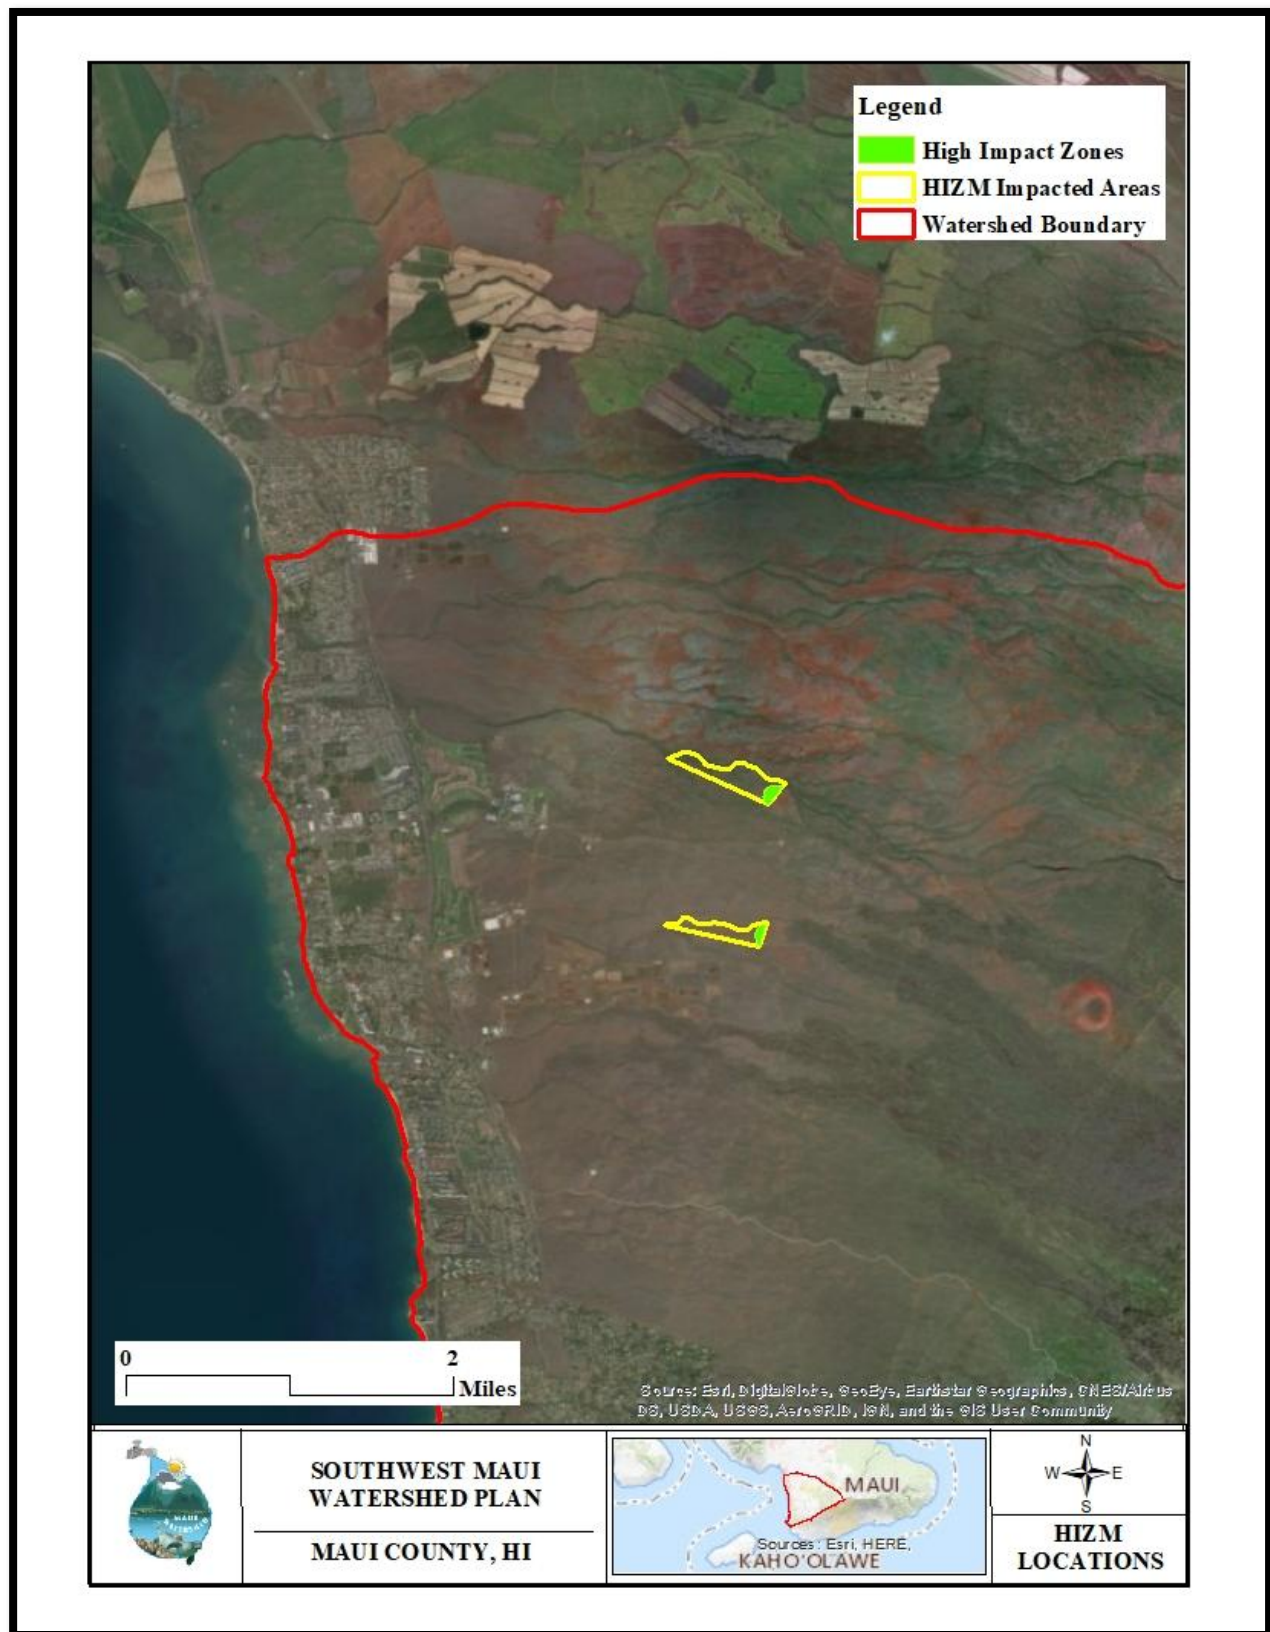 Legend
High Impact Zones
HIZM Impacted Areas
Watershed Boundary
0 2
Miles
Source: Esri, DigitalGlobe, GeoEye, Earthstar Geographics, CNES/Airbus
DS, USDA, USGS, AeroGRID, IGN, and the GIS User Community
MAUI
WATERSHED
SOUTHWEST MAUI
WATERSHED PLAN
MAUI COUNTY, HI
MAUI
Sources: Esri, HERE,
KAHO'OLAWE
N
W E
S
HIZM
LOCATIONS